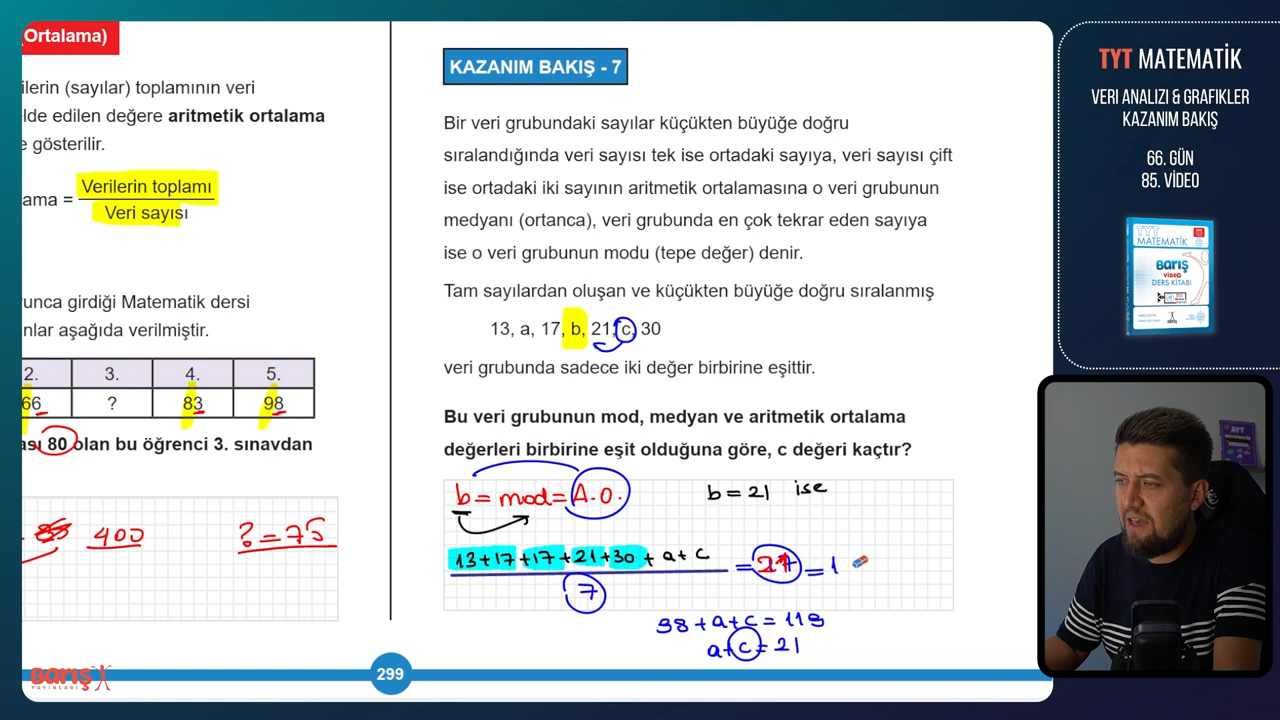 (Ortalama)
ilerin (sayılar) toplamının veri
elde edilen değere aritmetik ortalama
e gösterilir.
ama = Verilerin toplamı
Veri sayısı
unca girdiği Matematik dersi
anlar aşağıda verilmiştir.
2. 3. 4. 5.
66 ? 83 98
ası 80 olan bu öğrenci 3. sınavdan
400 ? = 75
KAZANIM BAKIŞ - 7
Bir veri grubundaki sayılar küçükten büyüğe doğru
sıralandığında veri sayısı tek ise ortadaki sayıya, veri sayısı çift
ise ortadaki iki sayının aritmetik ortalamasına o veri grubunun
medyanı (ortanca), veri grubunda en çok tekrar eden sayıya
ise o veri grubunun modu (tepe değer) denir.
Tam sayılardan oluşan ve küçükten büyüğe doğru sıralanmış
13, a, 17, b, 21, c, 30
veri grubunda sadece iki değer birbirine eşittir.
Bu veri grubunun mod, medyan ve aritmetik ortalama
değerleri birbirine eşit olduğuna göre, c değeri kaçtır?
b = mod = A.O. b = 21 ise
13+17+17+21+30 + a+c
= = 1
7
98 + a + c = 119
a+c = 21
299
Barış
YAYINLARI
TYT MATEMATİK
VERI ANALIZI & GRAFIKLER
KAZANIM BAKIŞ
66. GÜN
85. VİDEO
TYT
MATEMATİK
Barış
VİDEO
DERS KİTABI